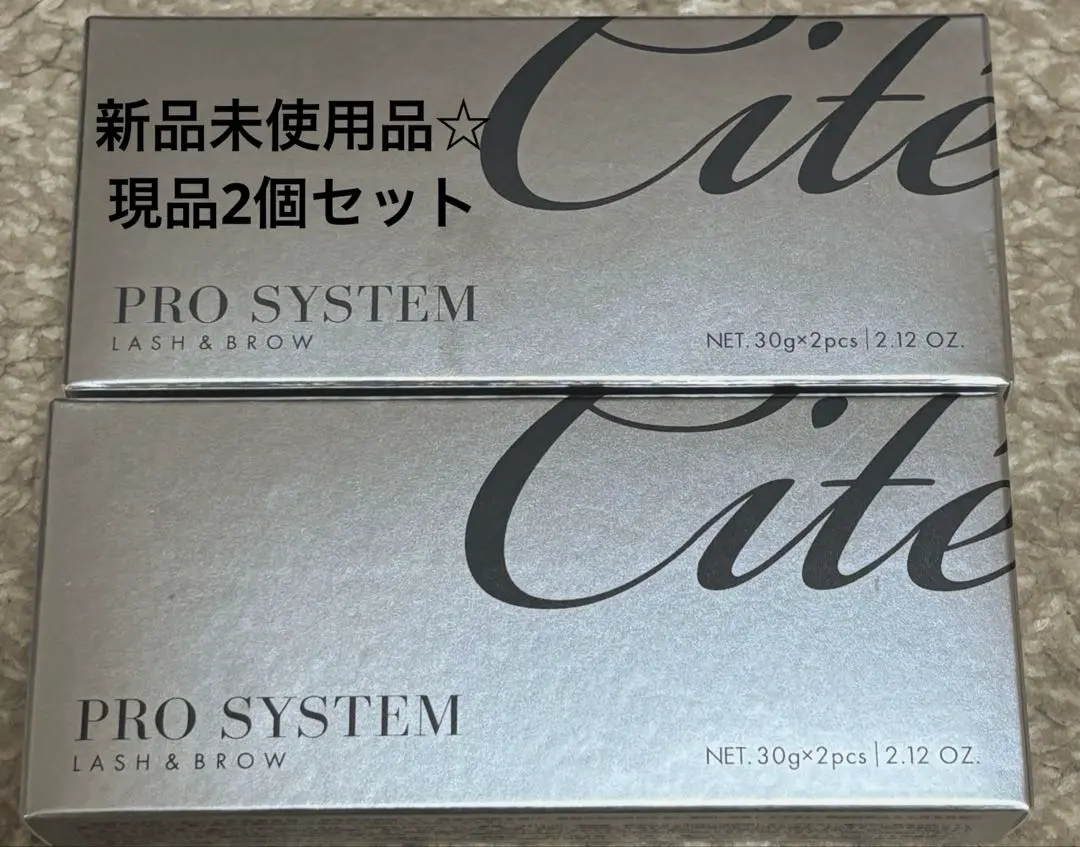 Cité
新品未使用品☆
現品2個セット
PRO SYSTEM
LASH & BROW
NET. 30g×2pcs|2.12 OZ.
Cité
PRO SYSTEM
LASH & BROW
NET. 30g×2pcs|2.12 OZ.